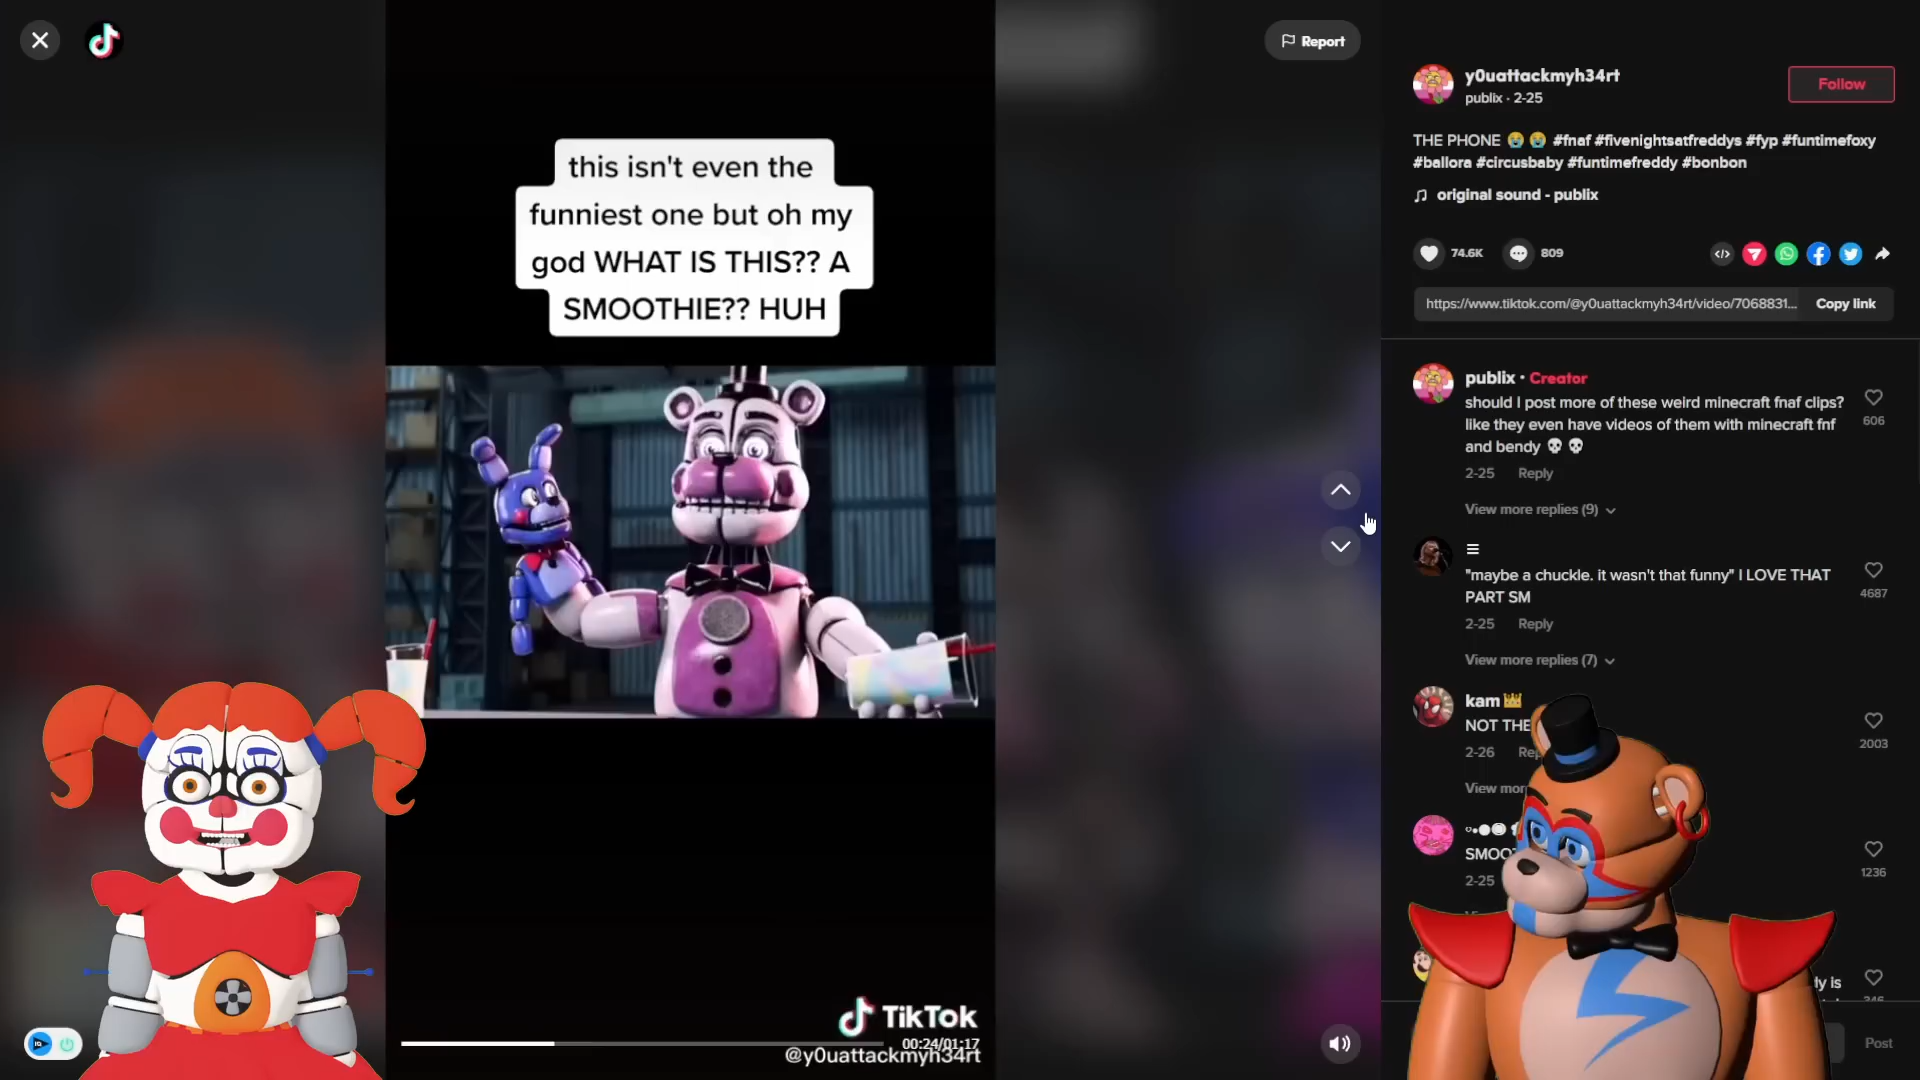 Report
this isn't even the
funniest one but oh my
god WHAT IS THIS?? A
SMOOTHIE?? HUH
TikTok
00:24/01:17
@y0uattackmyh34rt
y0uattackmyh34rt
publix · 2-25
Follow
THE PHONE 😭 😭 #fnaf #fivenightsatfreddys #fyp #funtimefoxy
#ballora #circusbaby #funtimefreddy #bonbon
original sound - publix
74.6K
809
https://www.tiktok.com/@y0uattackmyh34rt/video/7068831...
Copy link
publix · Creator
should I post more of these weird minecraft fnaf clips?
like they even have videos of them with minecraft fnf
and bendy 💀 💀
606
2-25 Reply
View more replies (9)
"maybe a chuckle. it wasn't that funny" I LOVE THAT
PART SM
4687
2-25 Reply
View more replies (7)
kam 👑
NOT THE
2003
2-26
1236
2-25
Post